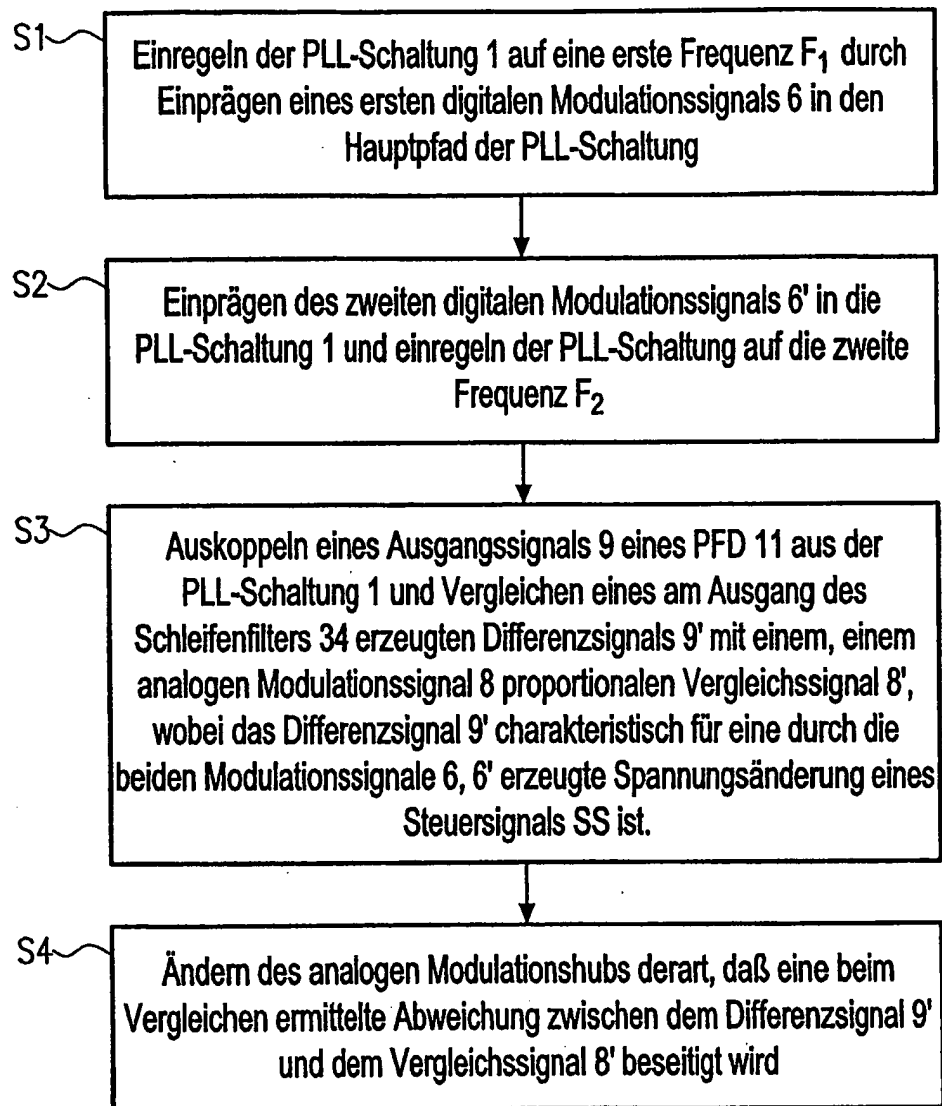 S1
Einregeln der PLL-Schaltung 1 auf eine erste Frequenz F₁ durch
Einprägen eines ersten digitalen Modulationssignals 6 in den
Hauptpfad der PLL-Schaltung
S2
Einprägen des zweiten digitalen Modulationssignals 6' in die
PLL-Schaltung 1 und einregeln der PLL-Schaltung auf die zweite
Frequenz F₂
S3
Auskoppeln eines Ausgangssignals 9 eines PFD 11 aus der
PLL-Schaltung 1 und Vergleichen eines am Ausgang des
Schleifenfilters 34 erzeugten Differenzsignals 9' mit einem, einem
analogen Modulationssignal 8 proportionalen Vergleichssignal 8',
wobei das Differenzsignal 9' charakteristisch für eine durch die
beiden Modulationssignale 6, 6' erzeugte Spannungsänderung eines
Steuersignals SS ist.
S4
Ändern des analogen Modulationshubs derart, daß eine beim
Vergleichen ermittelte Abweichung zwischen dem Differenzsignal 9'
und dem Vergleichssignal 8' beseitigt wird